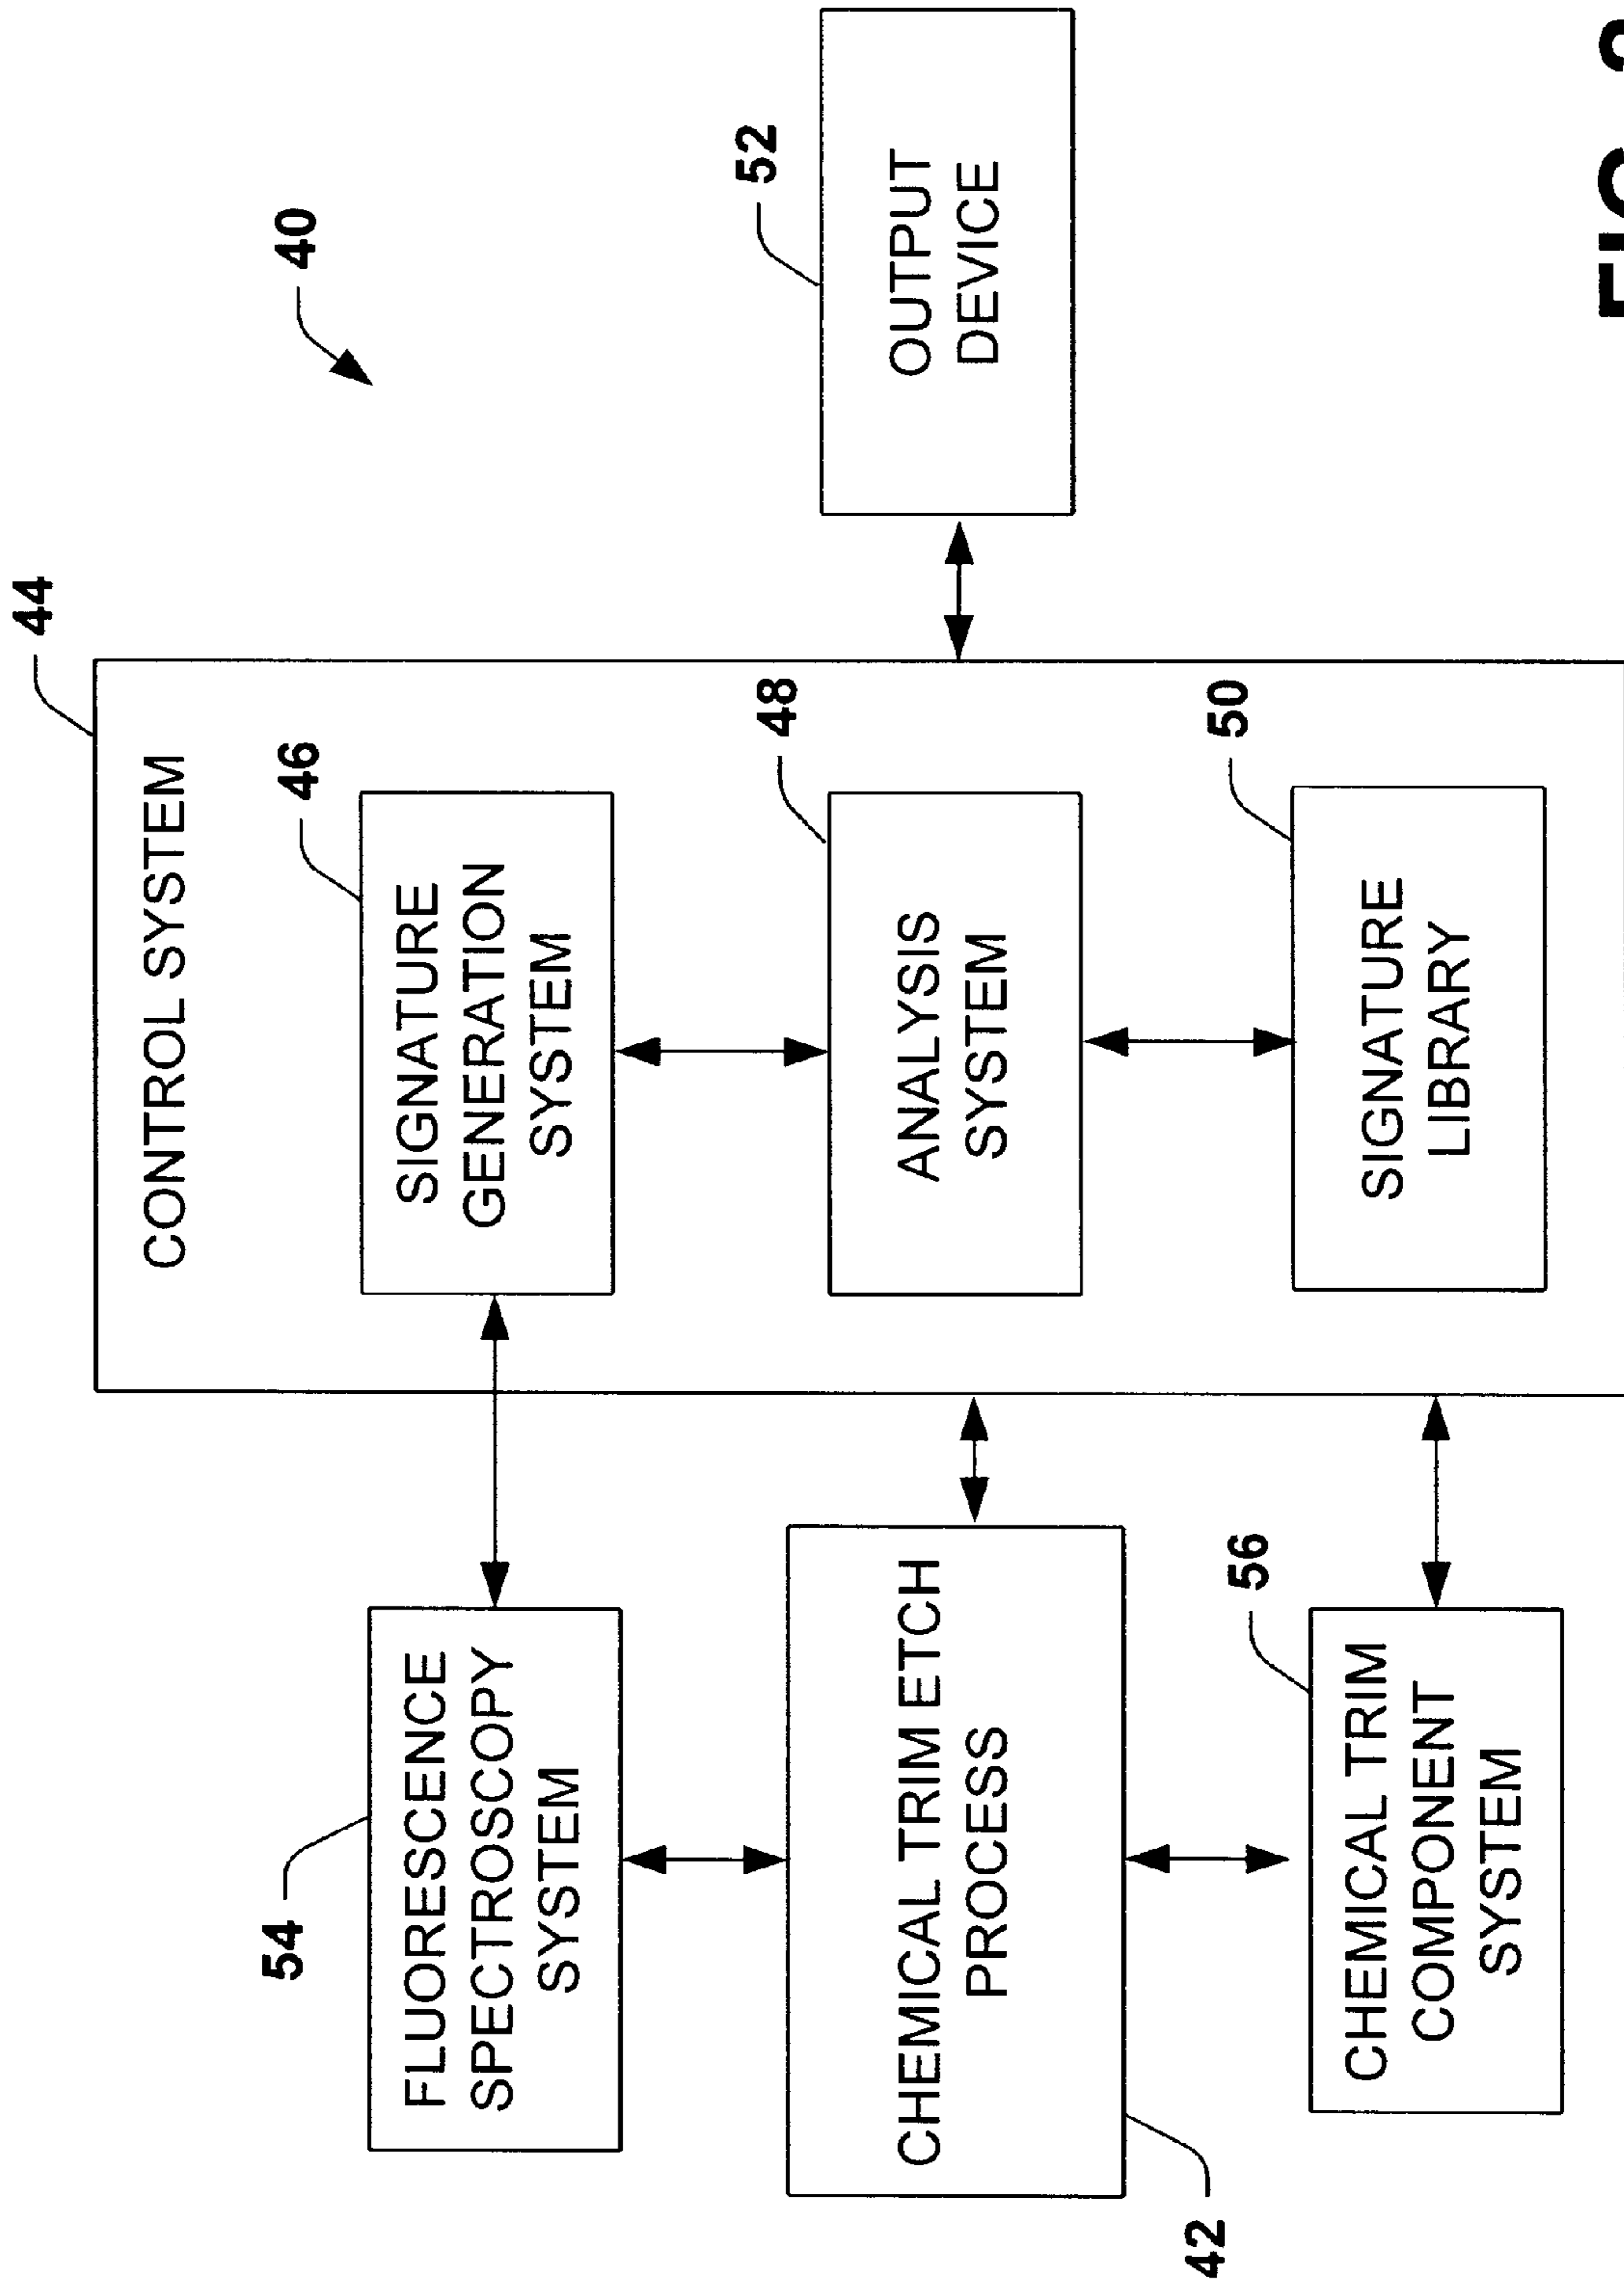 40
44
CONTROL SYSTEM
54
FLUORESCENCE
SPECTROSCOPY
SYSTEM
46
SIGNATURE
GENERATION
SYSTEM
52
OUTPUT
DEVICE
42
CHEMICAL TRIM ETCH
PROCESS
48
ANALYSIS
SYSTEM
56
CHEMICAL TRIM
COMPONENT
SYSTEM
50
SIGNATURE
LIBRARY
FIG.